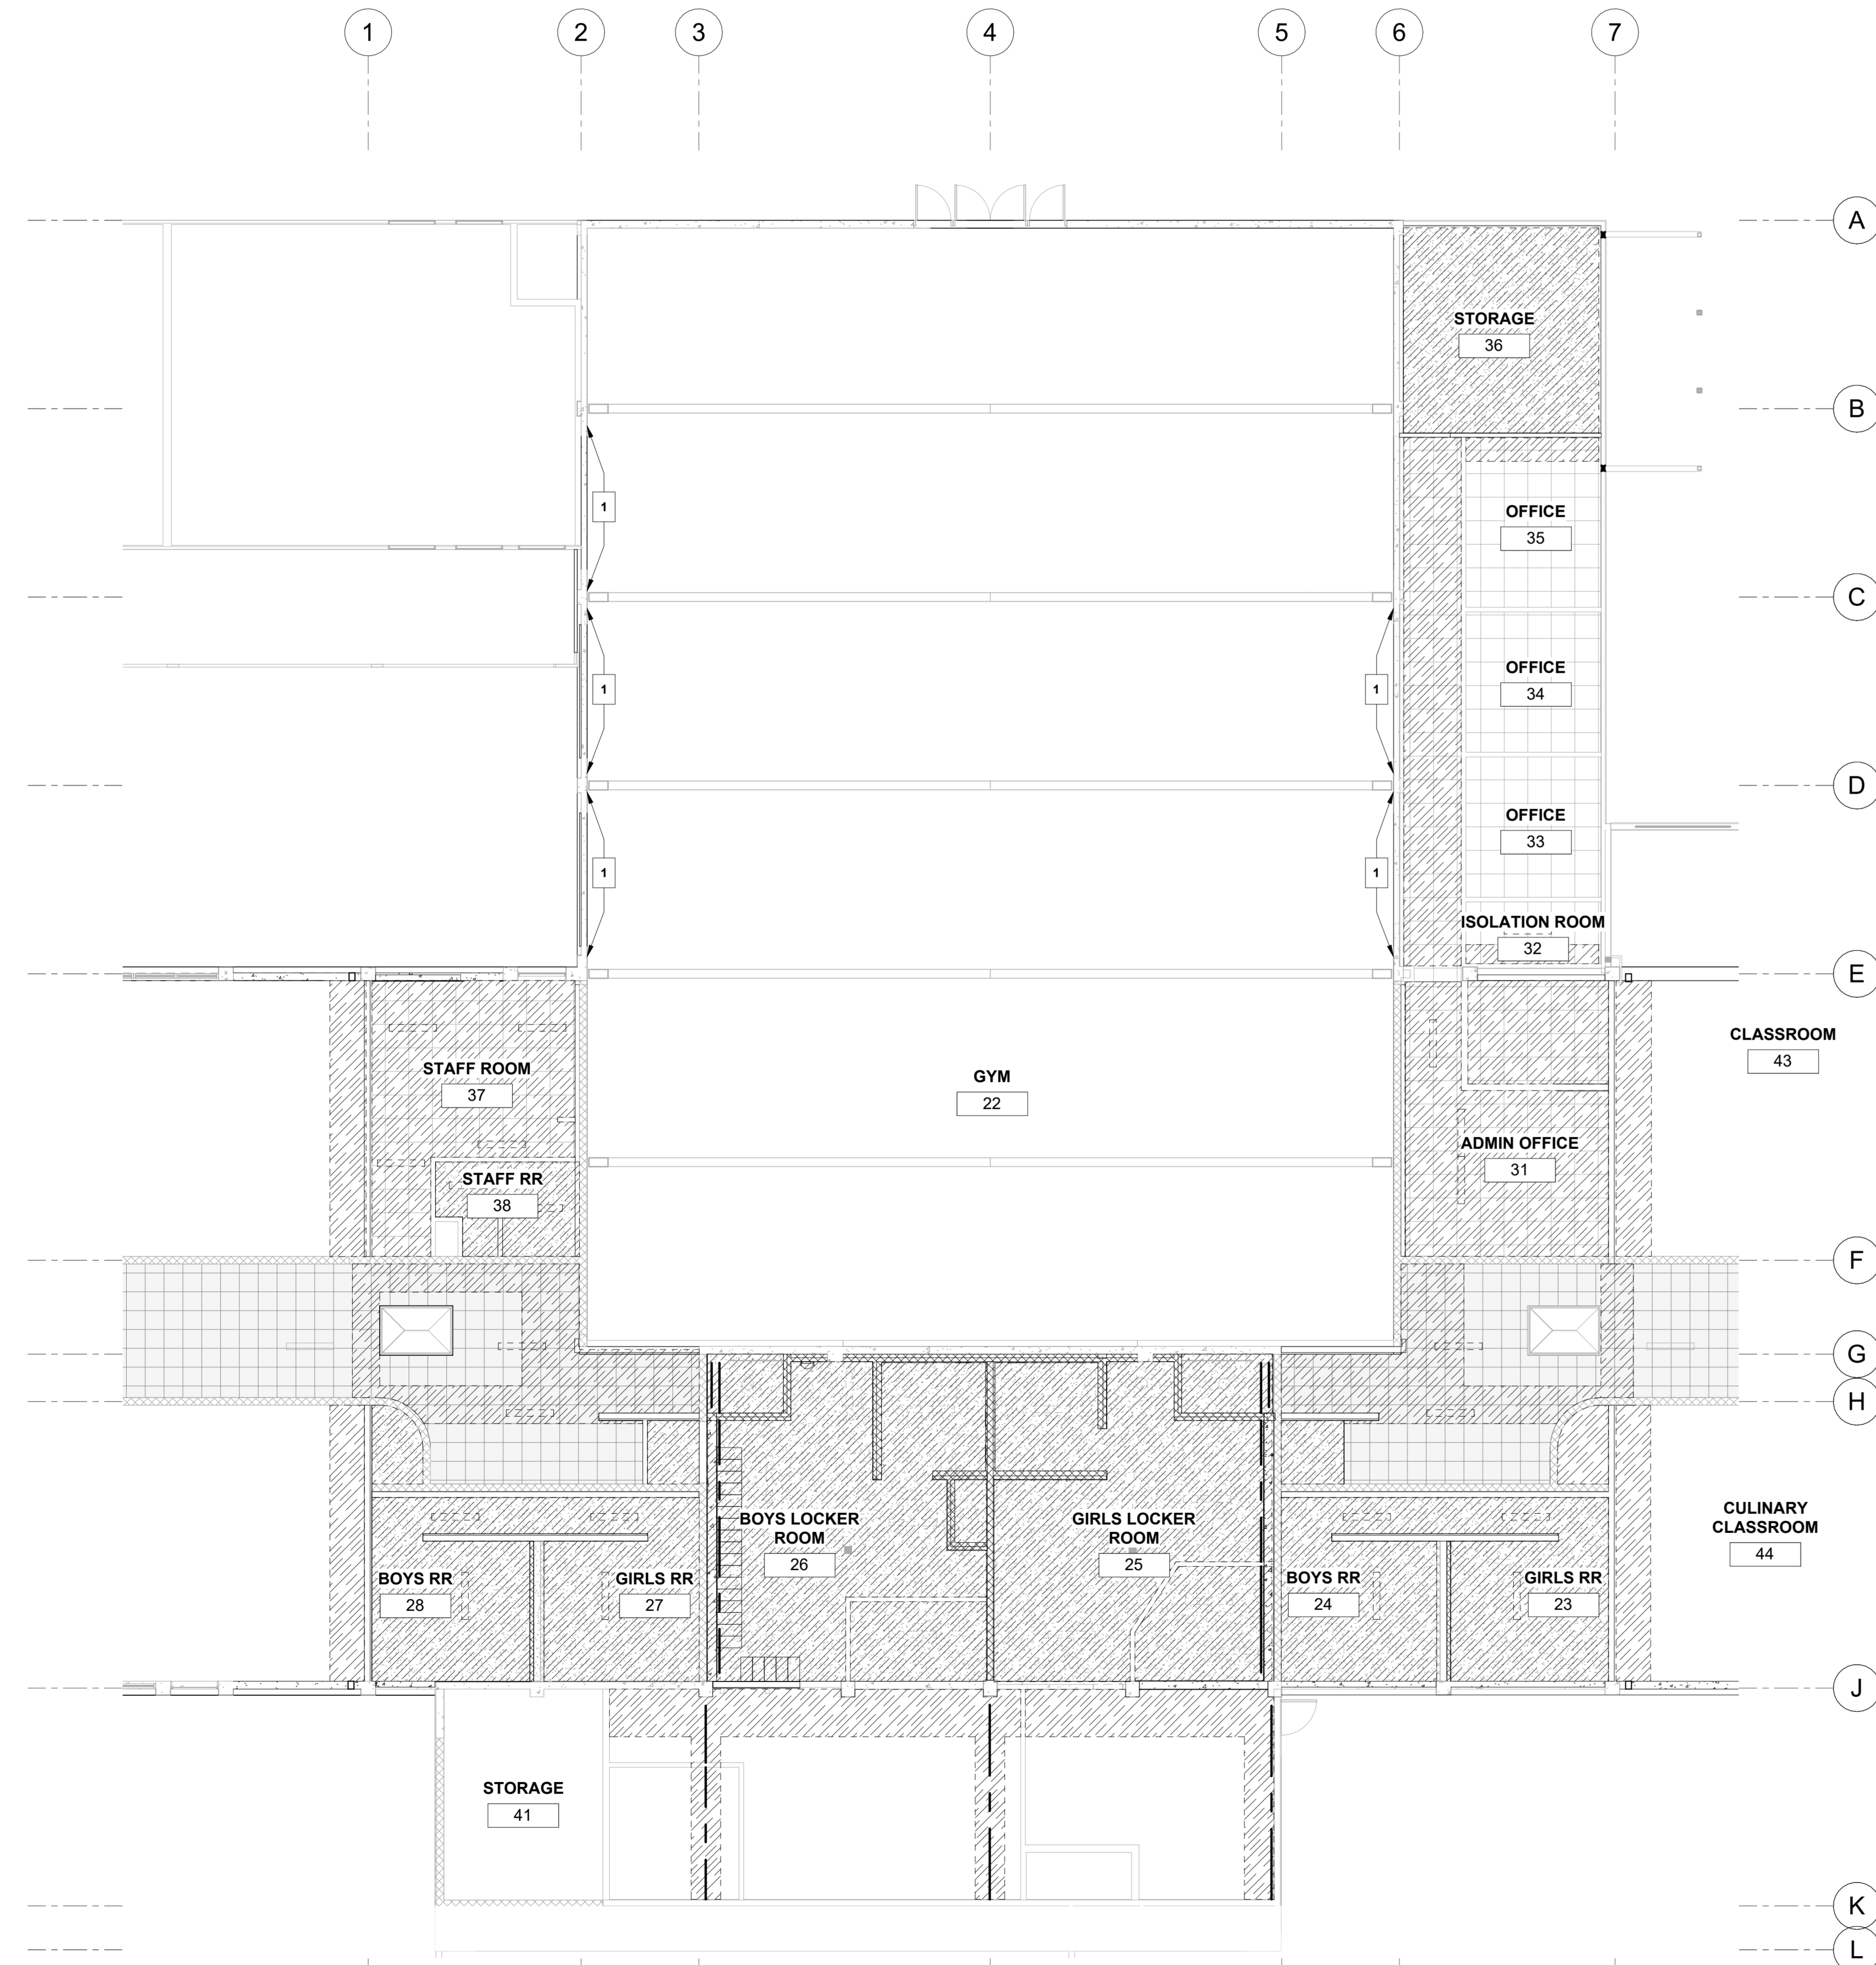 1 2 3 4 5 6 7
A
STORAGE
36
B
1
OFFICE
35
C
OFFICE
34
1 1
D
OFFICE
33
1 1
ISOLATION ROOM
32
E
CLASSROOM
43
STAFF ROOM
37
GYM
22
ADMIN OFFICE
31
STAFF RR
38
F
G
H
BOYS LOCKER
ROOM
26
GIRLS LOCKER
ROOM
25
CULINARY
CLASSROOM
44
BOYS RR
28
GIRLS RR
27
BOYS RR
24
GIRLS RR
23
J
STORAGE
41
K
L